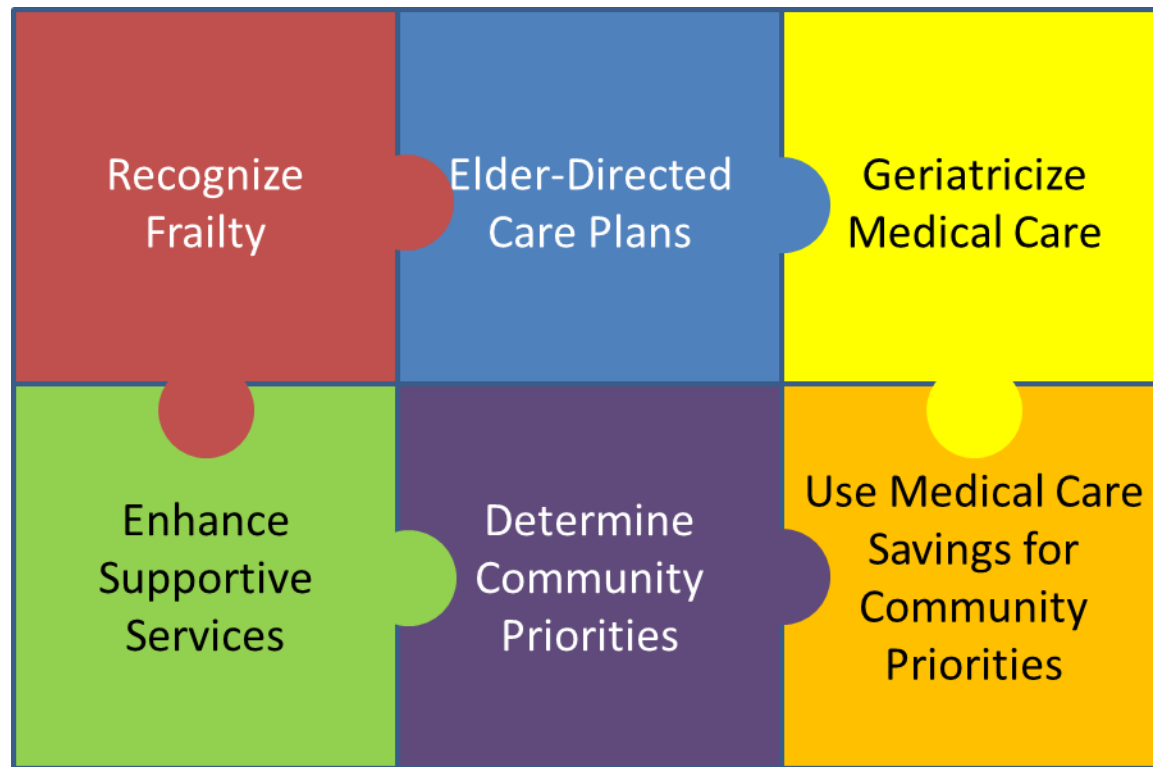 Recognize
Frailty
Elder-Directed
Care Plans
Geriatricize
Medical Care
Enhance
Supportive
Services
Determine
Community
Priorities
Use Medical Care
Savings for
Community
Priorities